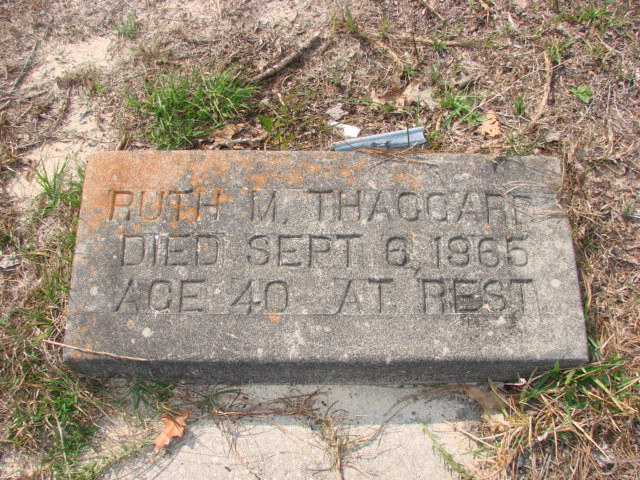 RUTH M. THAGGARD
DIED SEPT 6, 1965
AGE 40 AT REST